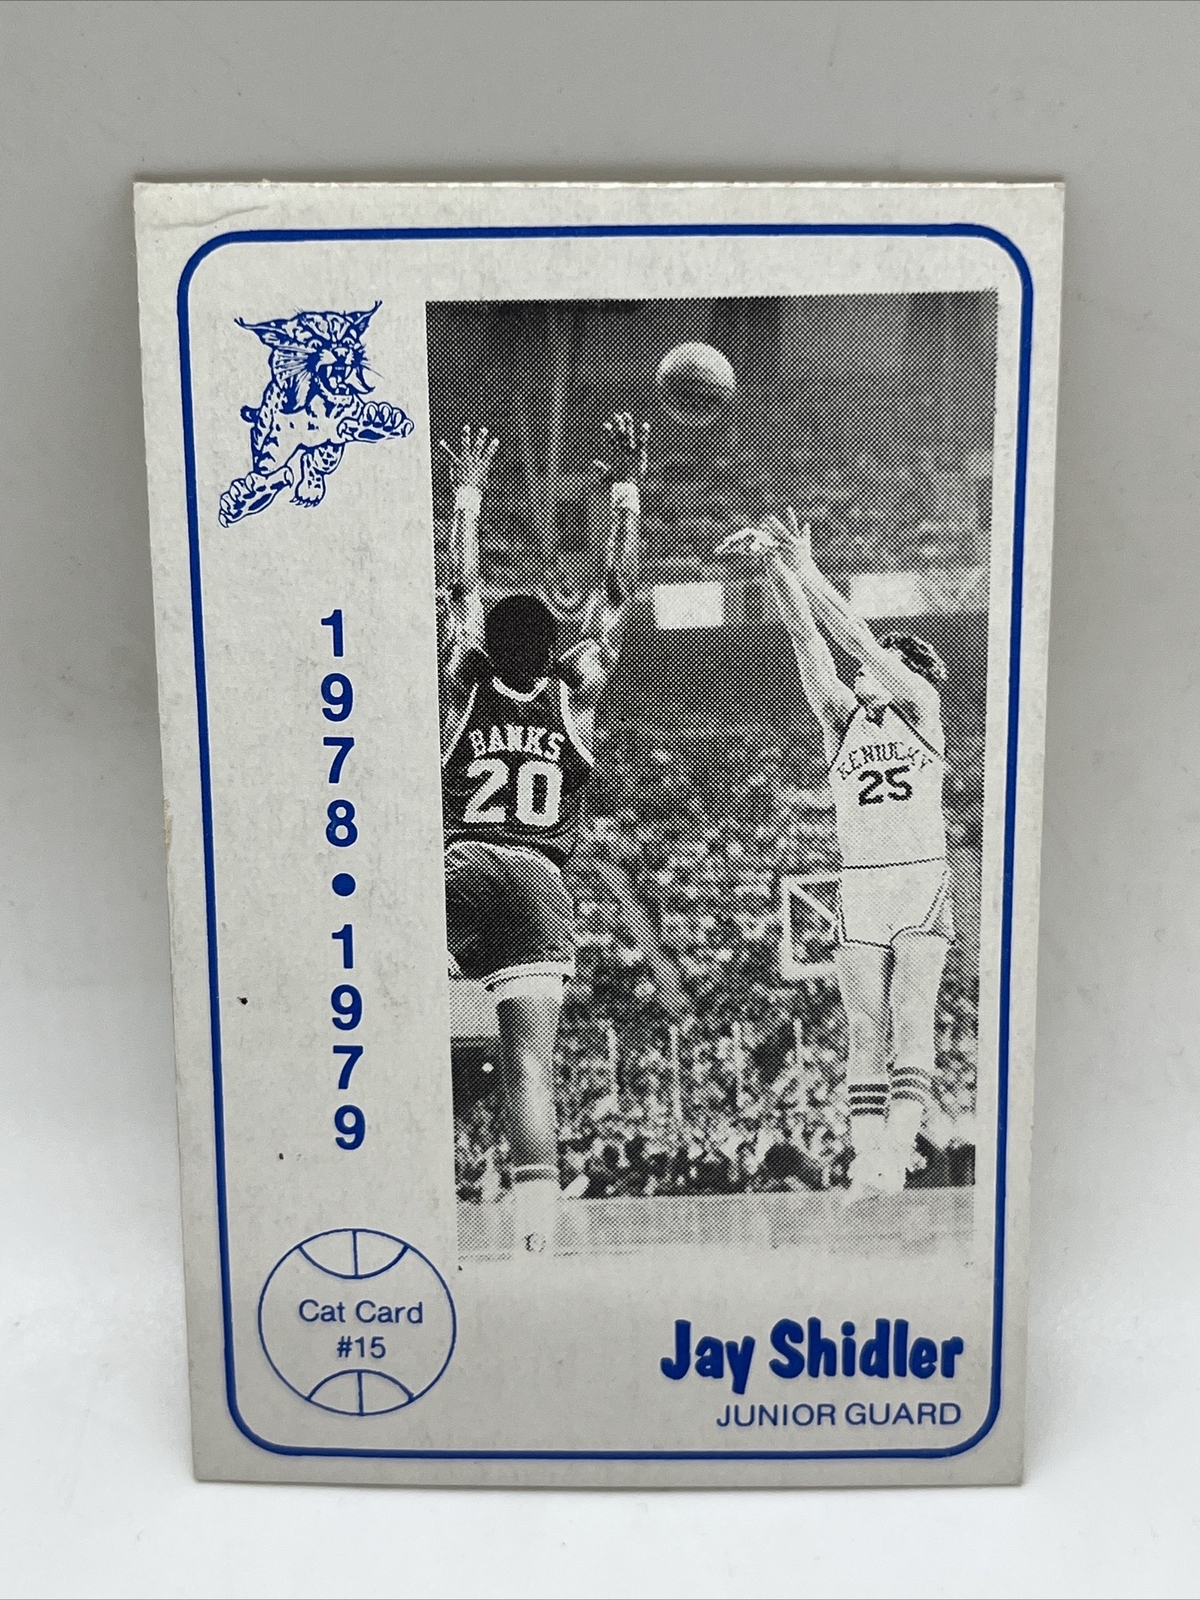 1978•1979
BANKS
20
KENTUCKY
25
Cat Card
#15
Jay Shidler
JUNIOR GUARD